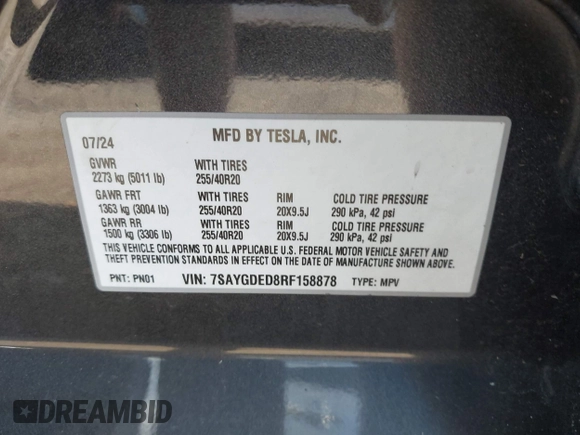 07/24 MFD BY TESLA, INC.
GVWR WITH TIRES
2273 kg (5011 lb) 255/40R20
GAWR FRT WITH TIRES RIM COLD TIRE PRESSURE
1363 kg (3004 lb) 255/40R20 20X9.5J 290 kPa, 42 psi
GAWR RR WITH TIRES RIM COLD TIRE PRESSURE
1500 kg (3306 lb) 255/40R20 20X9.5J 290 kPa, 42 psi
THIS VEHICLE CONFORMS TO ALL APPLICABLE U.S. FEDERAL MOTOR VEHICLE SAFETY AND
THEFT PREVENTION STANDARDS IN EFFECT ON THE DATE OF MANUFACTURE SHOWN ABOVE.
PNT: PN01 VIN: 7SAYGDED8RF158878 TYPE: MPV
DREAMBID